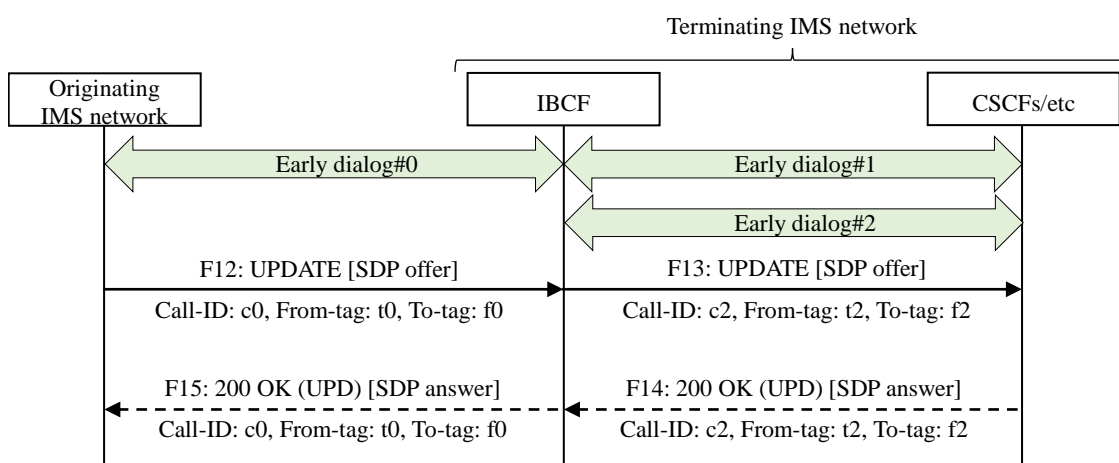 Terminating IMS network
Originating
IMS network
IBCF
CSCFs/etc
Early dialog#0
Early dialog#1
Early dialog#2
F12: UPDATE [SDP offer]
F13: UPDATE [SDP offer]
Call-ID: c0, From-tag: t0, To-tag: f0
Call-ID: c2, From-tag: t2, To-tag: f2
F15: 200 OK (UPD) [SDP answer]
F14: 200 OK (UPD) [SDP answer]
Call-ID: c0, From-tag: t0, To-tag: f0
Call-ID: c2, From-tag: t2, To-tag: f2